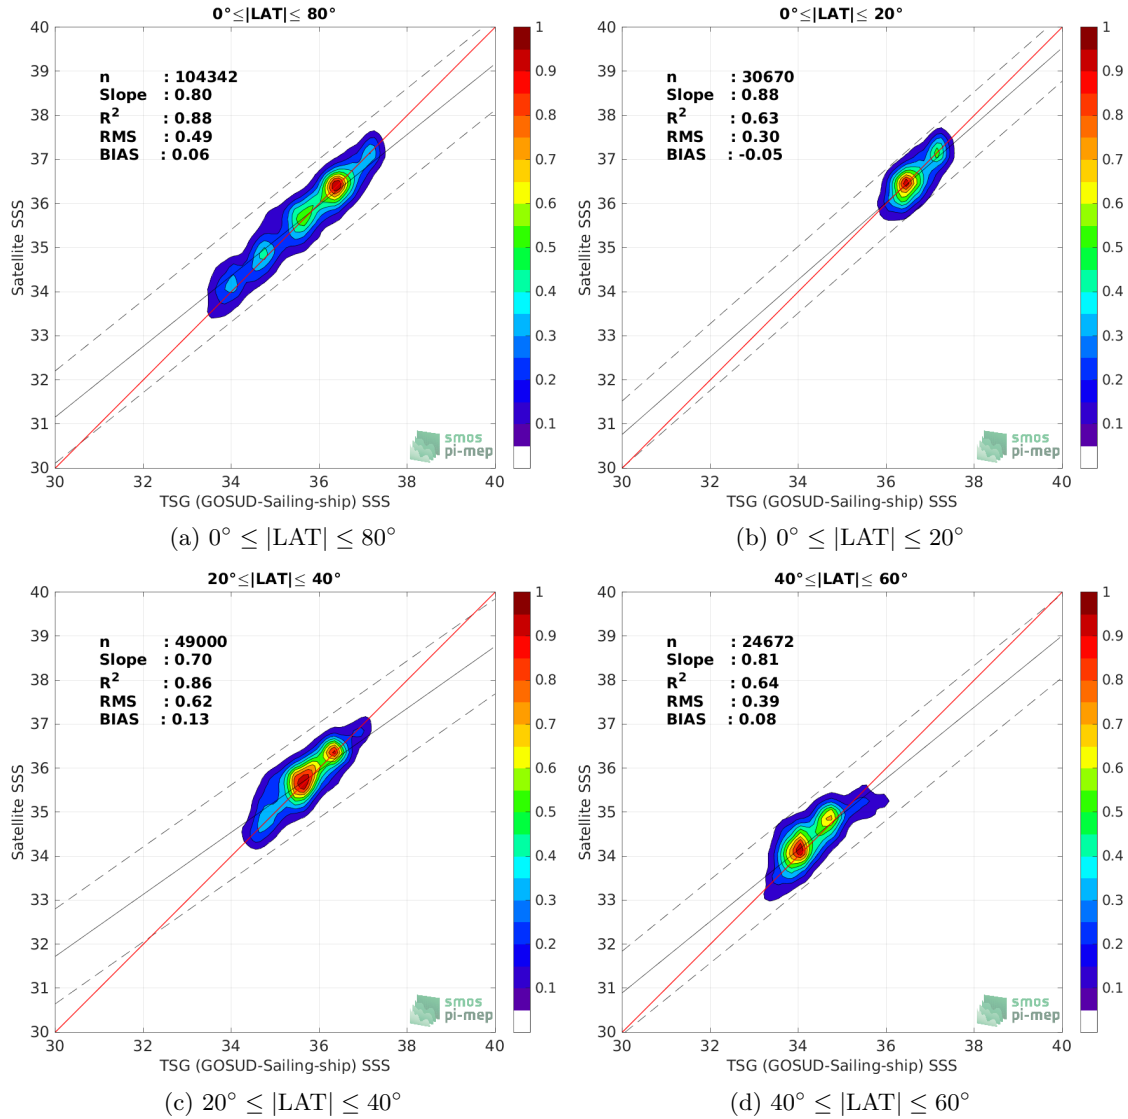 0°≤|LAT|≤ 80°
n : 104342
Slope : 0.80
R² : 0.88
RMS : 0.49
BIAS : 0.06
40
39
38
37
36
35
34
33
32
31
30
Satellite SSS
30 32 34 36 38 40
TSG (GOSUD-Sailing-ship) SSS
1
0.9
0.8
0.7
0.6
0.5
0.4
0.3
0.2
0.1
smos
pi-mep
(a) 0° ≤ |LAT| ≤ 80°
0°≤|LAT|≤ 20°
n : 30670
Slope : 0.88
R² : 0.63
RMS : 0.30
BIAS : -0.05
40
39
38
37
36
35
34
33
32
31
30
Satellite SSS
30 32 34 36 38 40
TSG (GOSUD-Sailing-ship) SSS
1
0.9
0.8
0.7
0.6
0.5
0.4
0.3
0.2
0.1
smos
pi-mep
(b) 0° ≤ |LAT| ≤ 20°
20°≤|LAT|≤ 40°
n : 49000
Slope : 0.70
R² : 0.86
RMS : 0.62
BIAS : 0.13
40
39
38
37
36
35
34
33
32
31
30
Satellite SSS
30 32 34 36 38 40
TSG (GOSUD-Sailing-ship) SSS
1
0.9
0.8
0.7
0.6
0.5
0.4
0.3
0.2
0.1
smos
pi-mep
(c) 20° ≤ |LAT| ≤ 40°
40°≤|LAT|≤ 60°
n : 24672
Slope : 0.81
R² : 0.64
RMS : 0.39
BIAS : 0.08
40
39
38
37
36
35
34
33
32
31
30
Satellite SSS
30 32 34 36 38 40
TSG (GOSUD-Sailing-ship) SSS
1
0.9
0.8
0.7
0.6
0.5
0.4
0.3
0.2
0.1
smos
pi-mep
(d) 40° ≤ |LAT| ≤ 60°